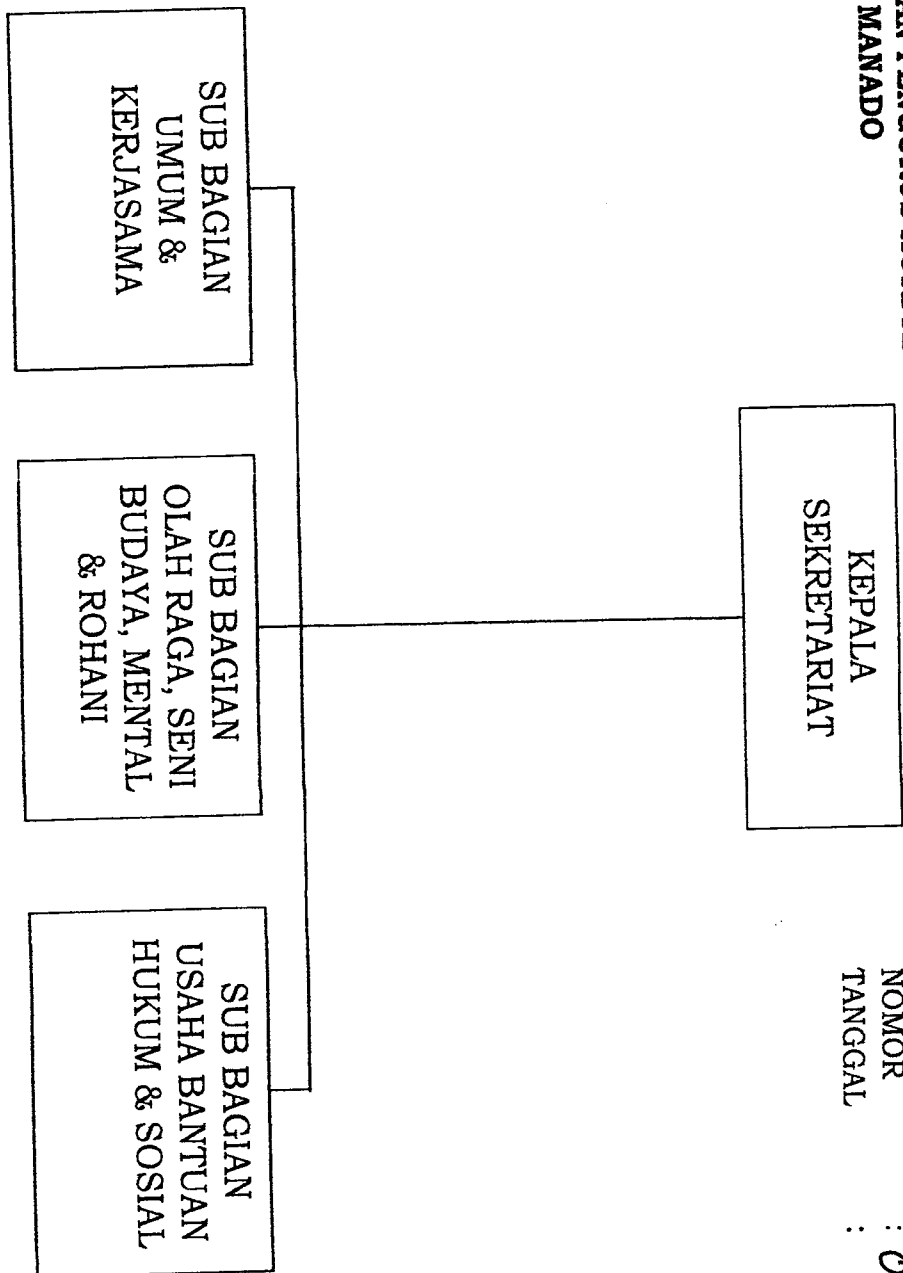 MANADO
NOMOR :
TANGGAL :
KEPALA
SEKRETARIAT
SUB BAGIAN
UMUM &
KERJASAMA
SUB BAGIAN
OLAH RAGA, SENI
BUDAYA, MENTAL
& ROHANI
SUB BAGIAN
USAHA BANTUAN
HUKUM & SOSIAL